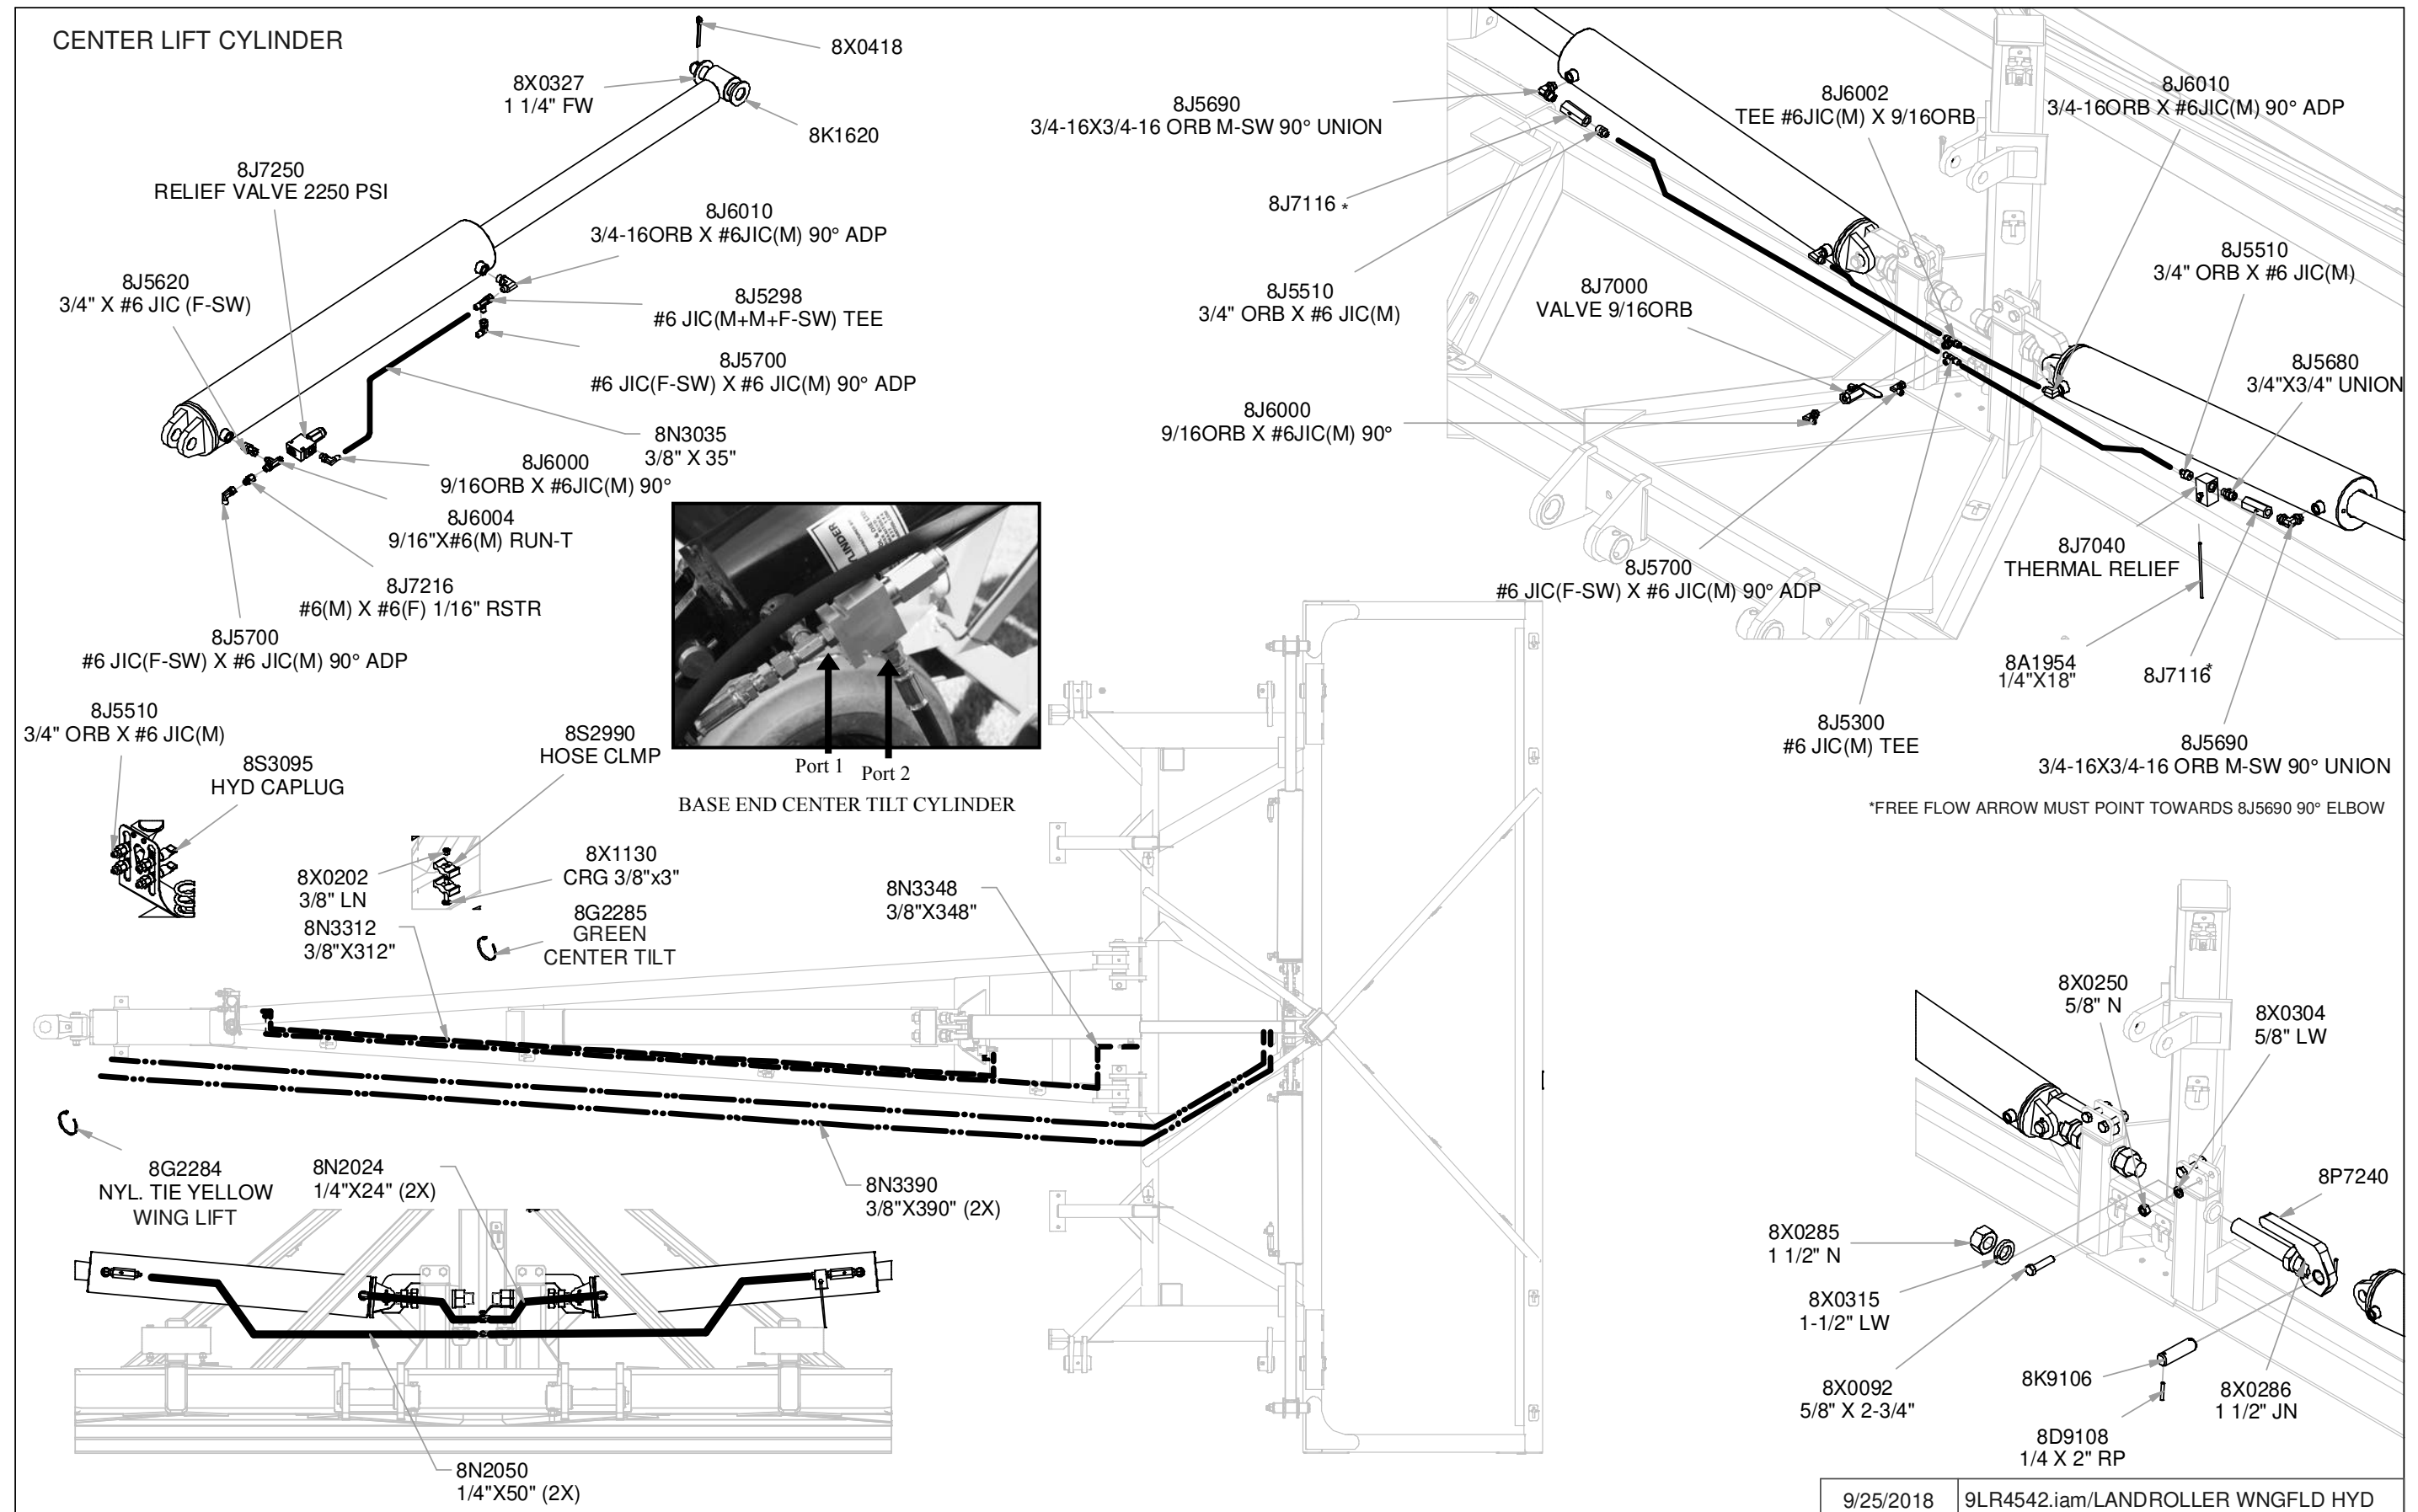 CENTER LIFT CYLINDER
8X0418
8X0327
1 1/4" FW
8K1620
8J7250
RELIEF VALVE 2250 PSI
8J6010
3/4-16ORB X #6JIC(M) 90° ADP
8J5620
3/4" X #6 JIC (F-SW)
8J5298
#6 JIC(M+M+F-SW) TEE
8J5700
#6 JIC(F-SW) X #6 JIC(M) 90° ADP
8N3035
3/8" X 35"
8J6000
9/16ORB X #6JIC(M) 90°
8J6004
9/16"X#6(M) RUN-T
8J7216
#6(M) X #6(F) 1/16" RSTR
8J5700
#6 JIC(F-SW) X #6 JIC(M) 90° ADP
Port 1
Port 2
BASE END CENTER TILT CYLINDER
8J5690
3/4-16X3/4-16 ORB M-SW 90° UNION
8J7116 *
8J5510
3/4" ORB X #6 JIC(M)
8J6002
TEE #6JIC(M) X 9/16ORB
8J6010
3/4-16ORB X #6JIC(M) 90° ADP
8J7000
VALVE 9/16ORB
8J6000
9/16ORB X #6JIC(M) 90°
8J5510
3/4" ORB X #6 JIC(M)
8J5680
3/4"X3/4" UNION
8J7040
THERMAL RELIEF
8J5700
#6 JIC(F-SW) X #6 JIC(M) 90° ADP
8A1954
1/4"X18"
8J7116*
8J5300
#6 JIC(M) TEE
8J5690
3/4-16X3/4-16 ORB M-SW 90° UNION
*FREE FLOW ARROW MUST POINT TOWARDS 8J5690 90° ELBOW
8J5510
3/4" ORB X #6 JIC(M)
8S3095
HYD CAPLUG
8S2990
HOSE CLMP
8X0202
3/8" LN
8X1130
CRG 3/8"x3"
8N3312
3/8"X312"
8G2285
GREEN
CENTER TILT
8N3348
3/8"X348"
8G2284
NYL. TIE YELLOW
WING LIFT
8N2024
1/4"X24" (2X)
8N3390
3/8"X390" (2X)
8N2050
1/4"X50" (2X)
8X0250
5/8" N
8X0304
5/8" LW
8P7240
8X0285
1 1/2" N
8X0315
1-1/2" LW
8X0092
5/8" X 2-3/4"
8K9106
8X0286
1 1/2" JN
8D9108
1/4 X 2" RP
9/25/2018
9LR4542.iam/LANDROLLER WNGFLD HYD